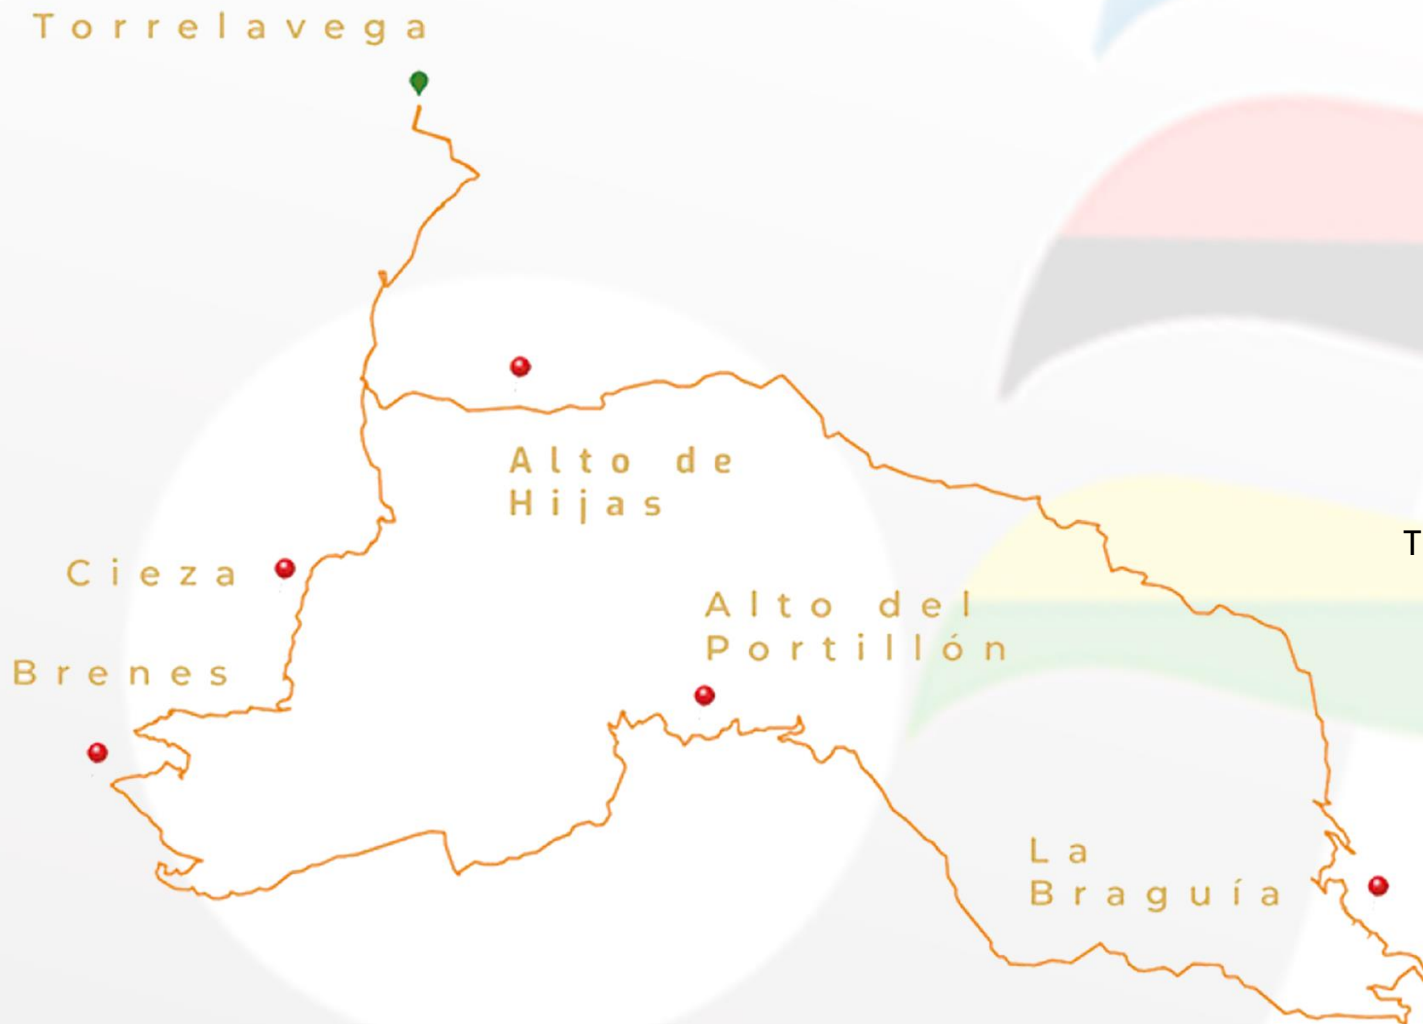 Torrelavega
Alto de
Hijas
Cieza
Alto del
Portillón
Brenes
La
Braguía
T